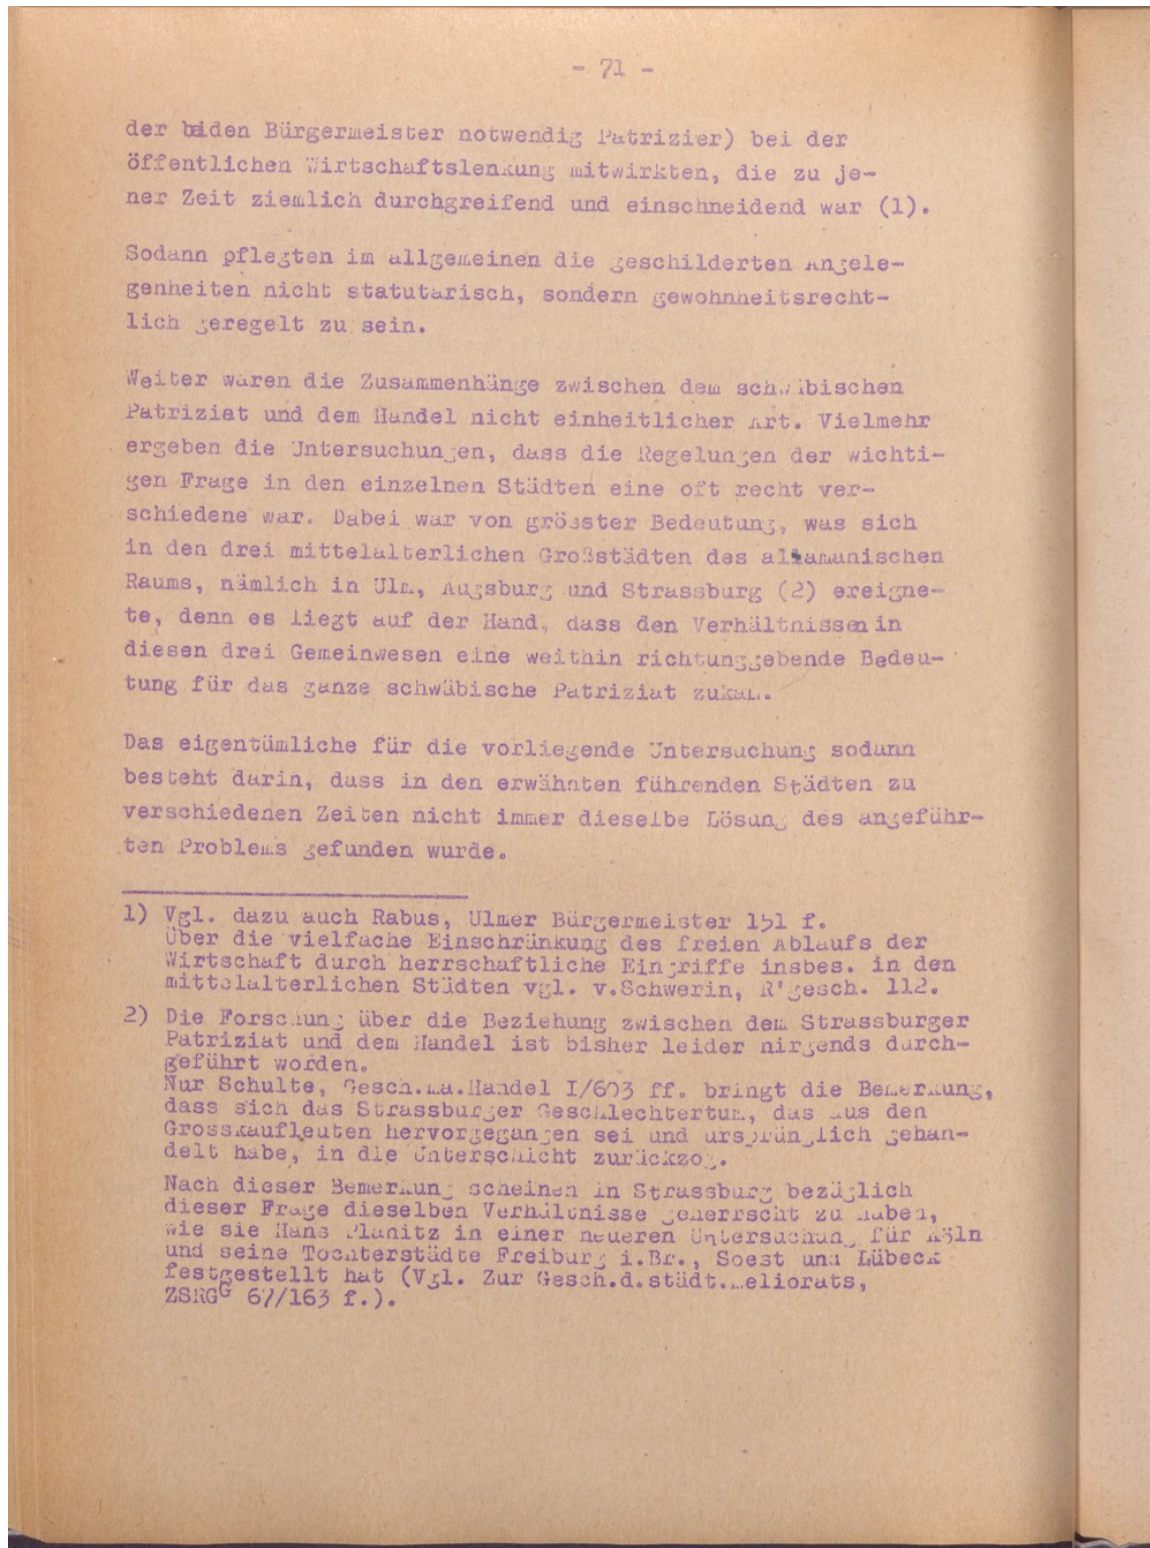 - 71 -
der beiden Bürgermeister notwendig Patrizier) bei der
öffentlichen Wirtschaftslenkung mitwirkten, die zu je-
ner Zeit ziemlich durchgreifend und einschneidend war (1).
Sodann pflegten im allgemeinen die geschilderten Angele-
genheiten nicht statutarisch, sondern gewohnheitsrecht-
lich geregelt zu sein.
Weiter waren die Zusammenhänge zwischen dem schwäbischen
Patriziat und dem Handel nicht einheitlicher Art. Vielmehr
ergeben die Untersuchungen, dass die Regelungen der wichti-
gen Frage in den einzelnen Städten eine oft recht ver-
schiedene war. Dabei war von grösster Bedeutung, was sich
in den drei mittelalterlichen Großstädten des alemannischen
Raums, nämlich in Ulm, Augsburg und Strassburg (2) ereigne-
te, denn es liegt auf der Hand, dass den Verhältnissen in
diesen drei Gemeinwesen eine weithin richtunggebende Bedeu-
tung für das ganze schwäbische Patriziat zukam.
Das eigentümliche für die vorliegende Untersuchung sodann
besteht darin, dass in den erwähnten führenden Städten zu
verschiedenen Zeiten nicht immer dieselbe Lösung des angeführ-
ten Problems gefunden wurde.
1) Vgl. dazu auch Rabus, Ulmer Bürgermeister 151 f.
Über die vielfache Einschränkung des freien Ablaufs der
Wirtschaft durch herrschaftliche Eingriffe insbes. in den
mittelalterlichen Städten vgl. v.Schwerin, R'gesch. 112.
2) Die Forschung über die Beziehung zwischen dem Strassburger
Patriziat und dem Handel ist bisher leider nirgends durch-
geführt worden.
Nur Schulte, Gesch.ma.Handel I/603 ff. bringt die Bemerkung,
dass sich das Strassburger Geschlechtertum, das aus den
Grosskaufleuten hervorgegangen sei und ursprünglich gehan-
delt habe, in die Unterschicht zurückzog.
Nach dieser Bemerkung scheinen in Strassburg bezüglich
dieser Frage dieselben Verhältnisse geherrscht zu haben,
wie sie Hans Planitz in einer neueren Untersuchung für Köln
und seine Tochterstädte Freiburg i.Br., Soest und Lübeck
festgestellt hat (Vgl. Zur Gesch.d.städt.Meliorats,
ZSRGG 67/163 f.).